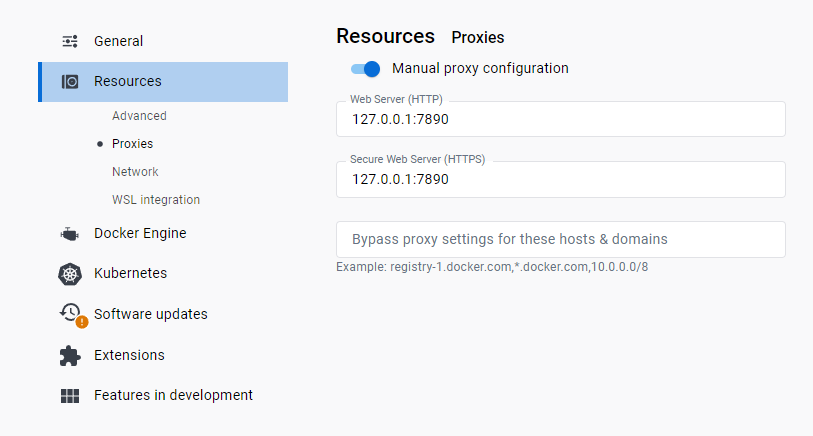 General
Resources
Advanced
Proxies
Network
WSL integration
Docker Engine
Kubernetes
Software updates
Extensions
Features in development
Resources Proxies
Manual proxy configuration
Web Server (HTTP)
127.0.0.1:7890
Secure Web Server (HTTPS)
127.0.0.1:7890
Bypass proxy settings for these hosts & domains
Example: registry-1.docker.com,*.docker.com,10.0.0.0/8